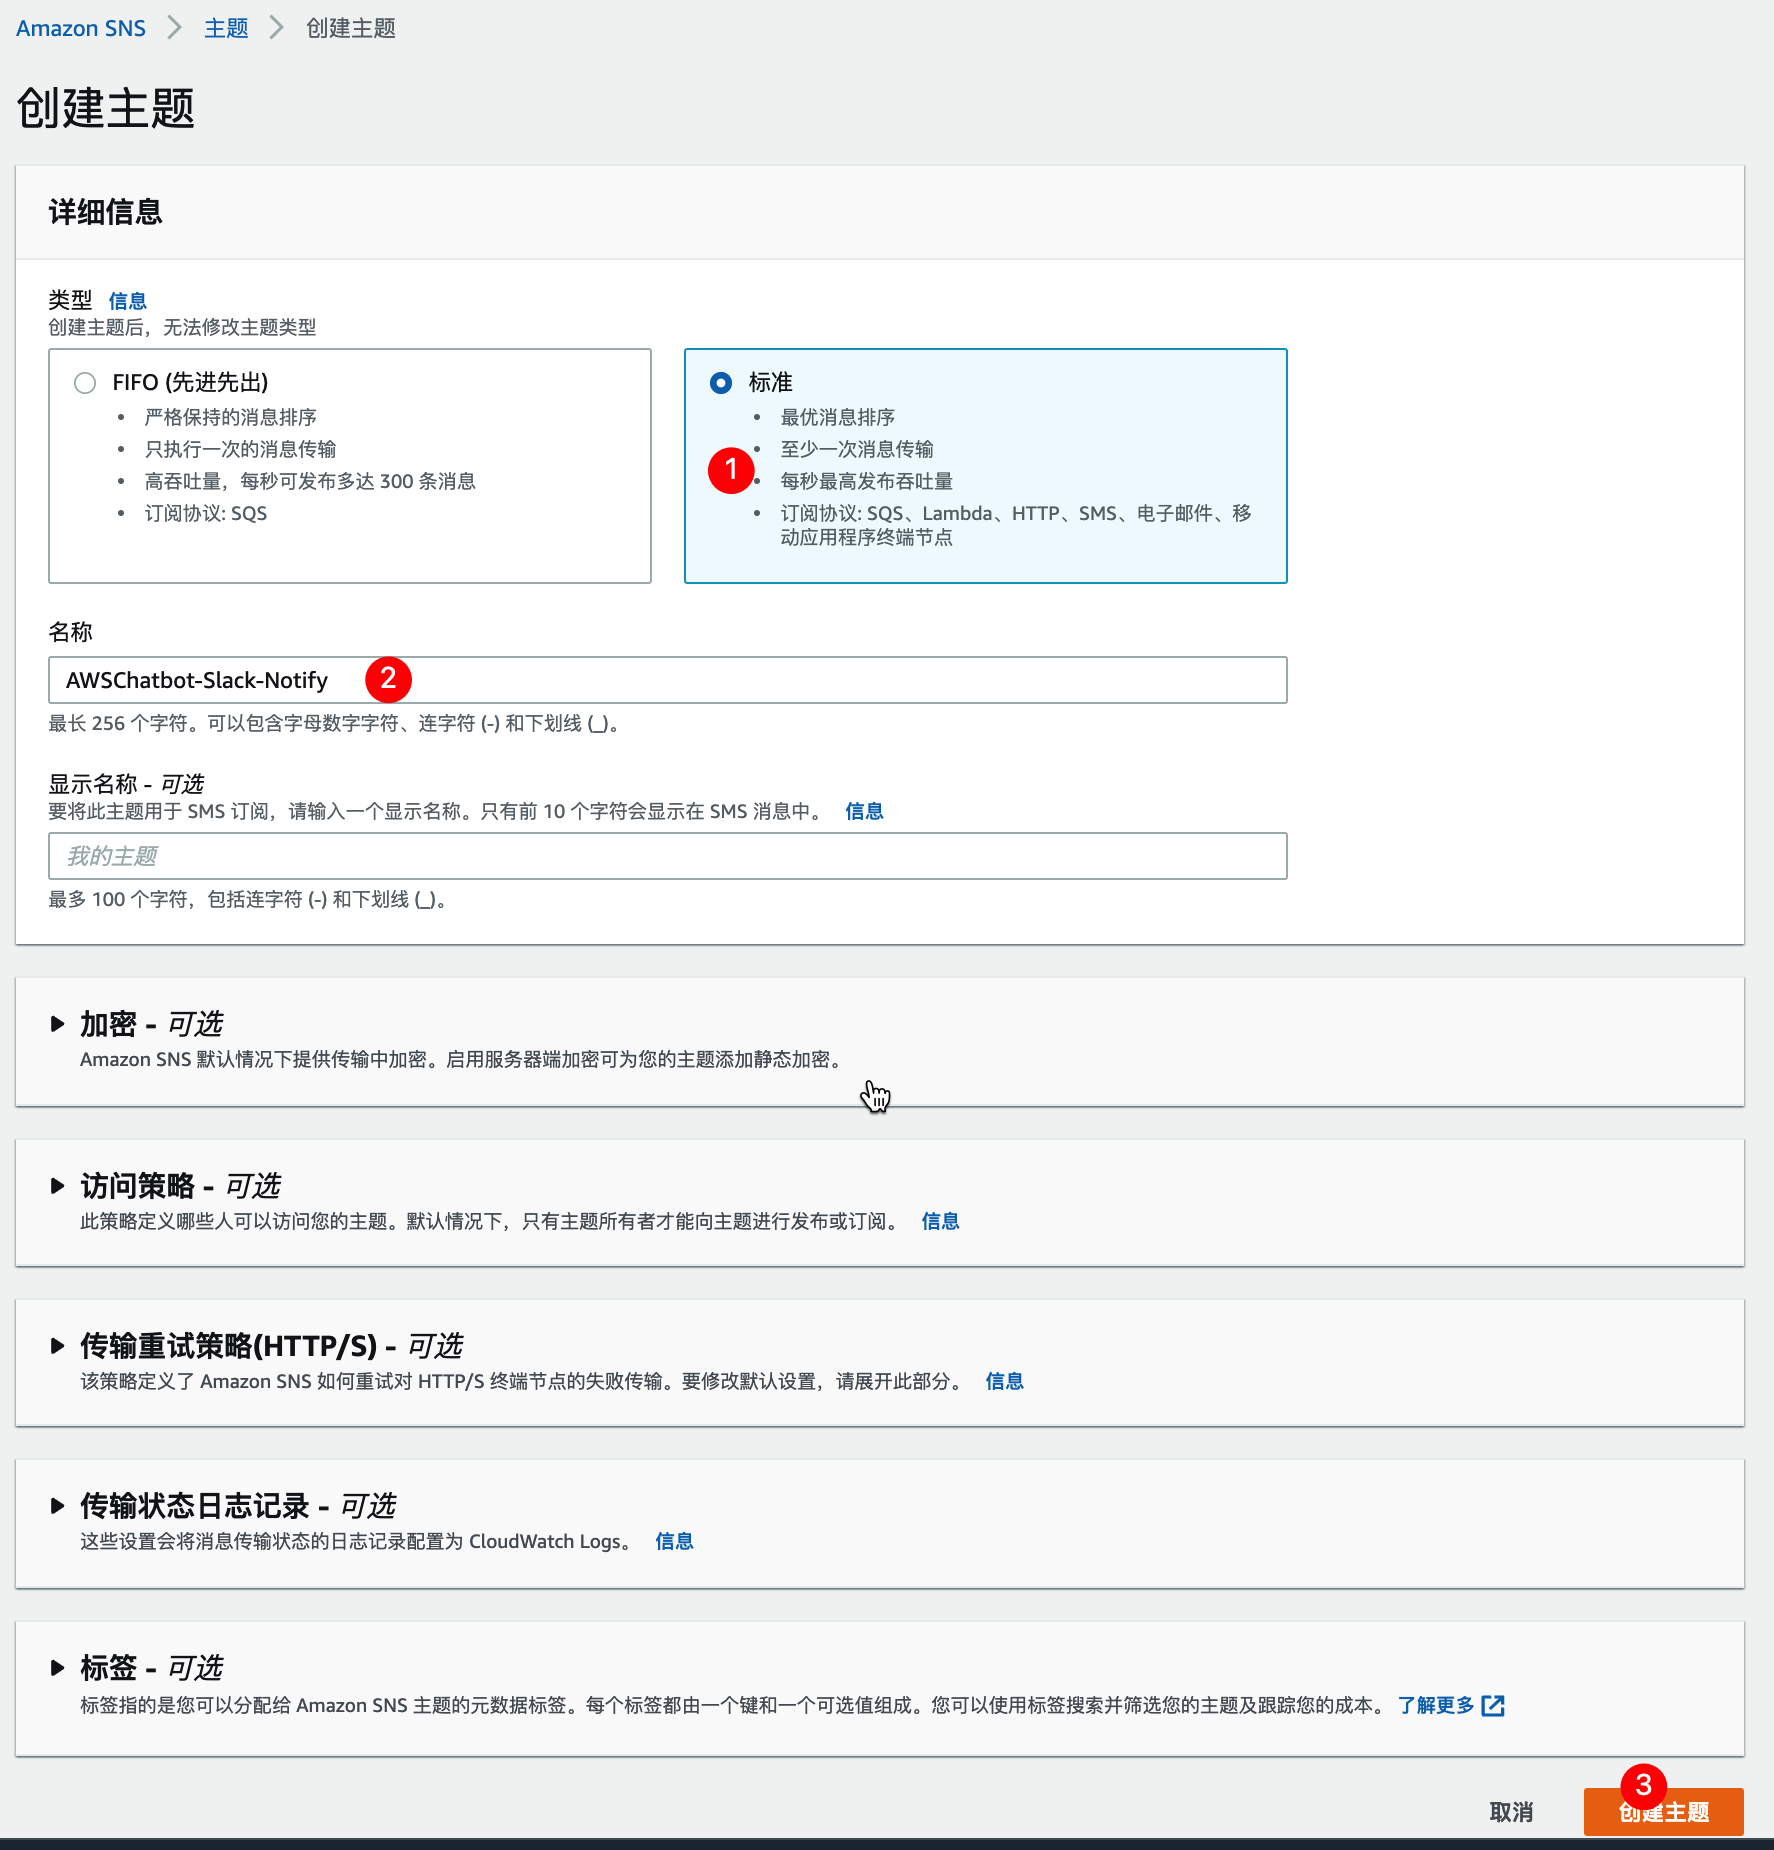 Amazon SNS > 主题 > 创建主题
创建主题
详细信息
类型 信息
创建主题后，无法修改主题类型
FIFO (先进先出)
• 严格保持的消息排序
• 只执行一次的消息传输
• 高吞吐量，每秒可发布多达 300 条消息
• 订阅协议: SQS
标准
• 最优消息排序
• 至少一次消息传输
1
• 每秒最高发布吞吐量
• 订阅协议: SQS、Lambda、HTTP、SMS、电子邮件、移
动应用程序终端节点
名称
AWSChatbot-Slack-Notify 2
最长 256 个字符。可以包含字母数字字符、连字符 (-) 和下划线 (_)。
显示名称 - 可选
要将此主题用于 SMS 订阅，请输入一个显示名称。只有前 10 个字符会显示在 SMS 消息中。 信息
我的主题
最多 100 个字符，包括连字符 (-) 和下划线 (_)。
加密 - 可选
Amazon SNS 默认情况下提供传输中加密。启用服务器端加密可为您的主题添加静态加密。
访问策略 - 可选
此策略定义哪些人可以访问您的主题。默认情况下，只有主题所有者才能向主题进行发布或订阅。 信息
传输重试策略(HTTP/S) - 可选
该策略定义了 Amazon SNS 如何重试对 HTTP/S 终端节点的失败传输。要修改默认设置，请展开此部分。 信息
传输状态日志记录 - 可选
这些设置会将消息传输状态的日志记录配置为 CloudWatch Logs。 信息
标签 - 可选
标签指的是您可以分配给 Amazon SNS 主题的元数据标签。每个标签都由一个键和一个可选值组成。您可以使用标签搜索并筛选您的主题及跟踪您的成本。 了解更多
3
取消 创建主题